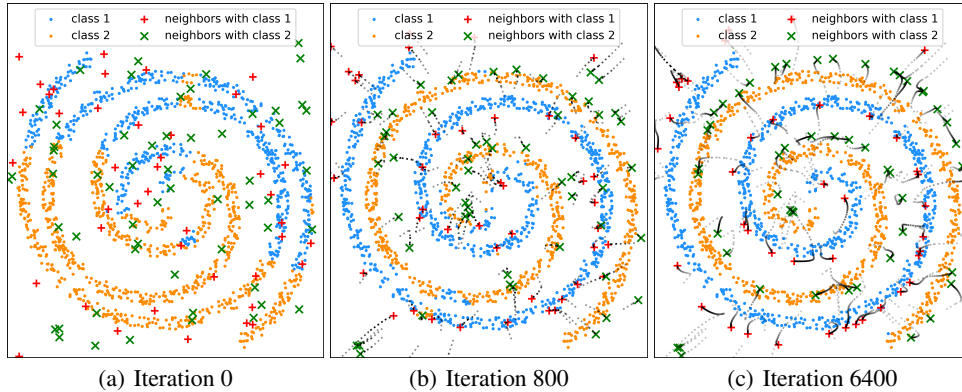 class 1 neighbors with class 1
class 2 neighbors with class 2
class 1 neighbors with class 1
class 2 neighbors with class 2
class 1 neighbors with class 1
class 2 neighbors with class 2
(a) Iteration 0
(b) Iteration 800
(c) Iteration 6400